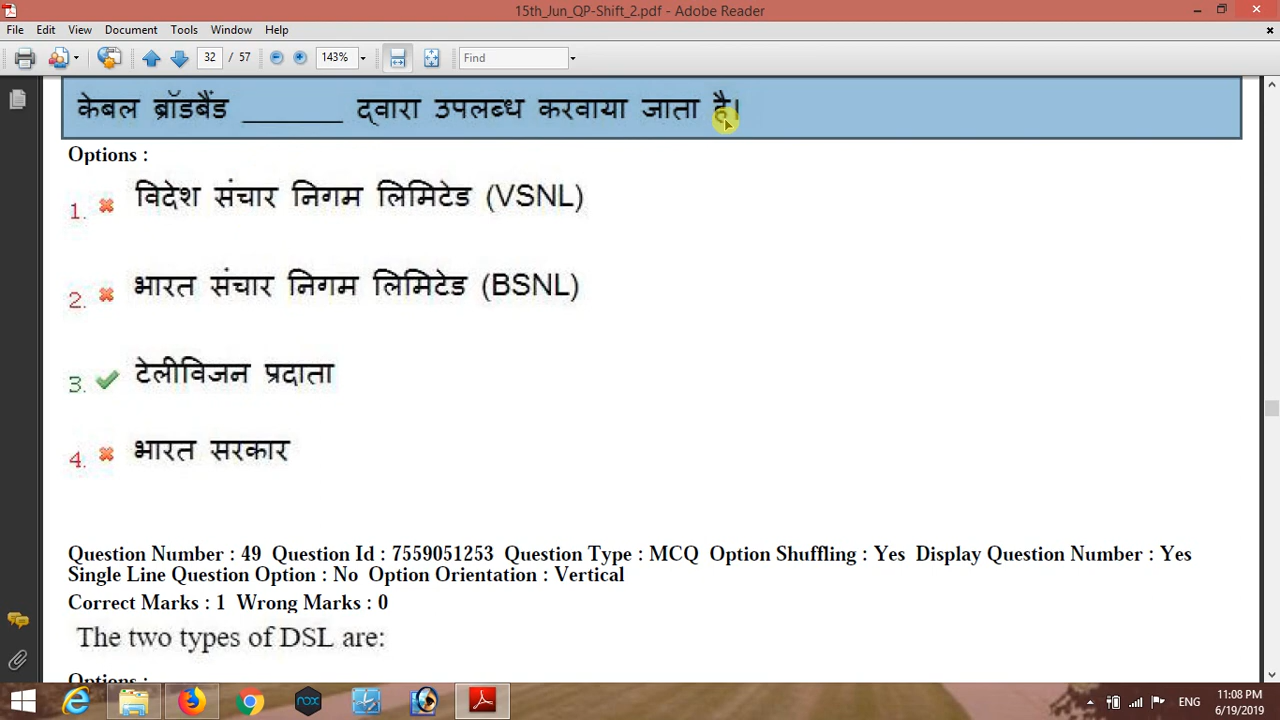 15th_Jun_QP-Shift_2.pdf - Adobe Reader
File Edit View Document Tools Window Help
32 / 57 143% Find
केबल ब्रॉडबैंड ________ द्वारा उपलब्ध करवाया जाता है।
Options :
1. विदेश संचार निगम लिमिटेड (VSNL)
2. भारत संचार निगम लिमिटेड (BSNL)
3. टेलीविजन प्रदाता
4. भारत सरकार
Question Number : 49 Question Id : 7559051253 Question Type : MCQ Option Shuffling : Yes Display Question Number : Yes
Single Line Question Option : No Option Orientation : Vertical
Correct Marks : 1 Wrong Marks : 0
The two types of DSL are:
Options :
nox
ENG
11:08 PM
6/19/2019